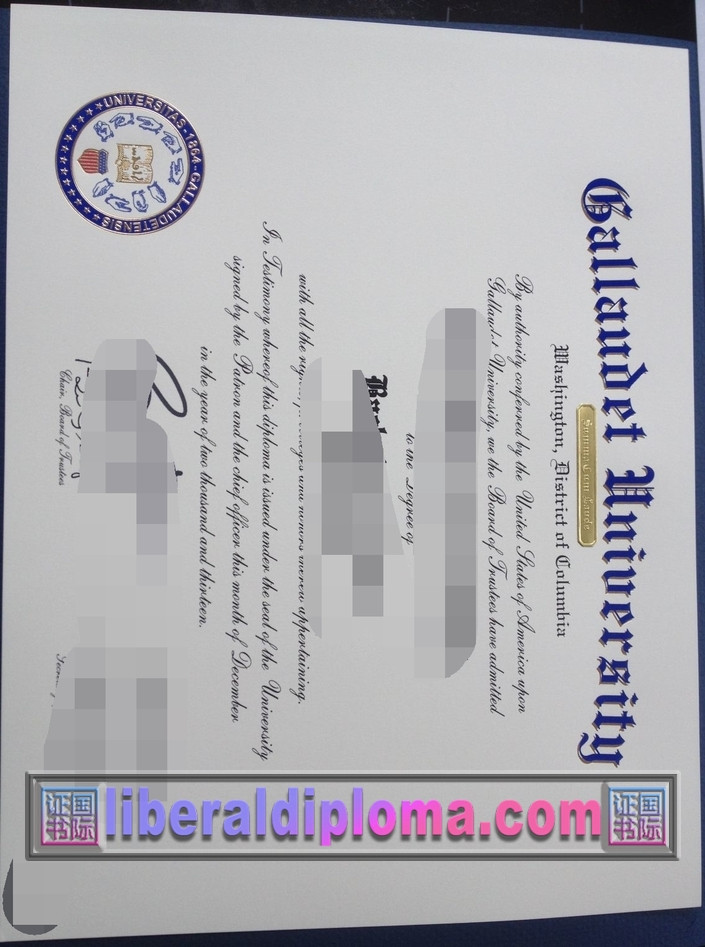 Gallaudet University
Summa Cum Laude
Washington, District of Columbia
By authority conferred by the United States of America upon
University, we the Board of Trustees have admitted
to the Degree of
with all the
appertaining.
In Testimony whereof this diploma is issued under the seal of the University
signed by the Patron and the chief officer this month of December
in the year of two thousand and thirteen.
Chair, Board of Trustees
UNIVERSITAS · 1864 · GALLAUDETENSIS
国际
证书
liberaldiploma.com
国际
证书